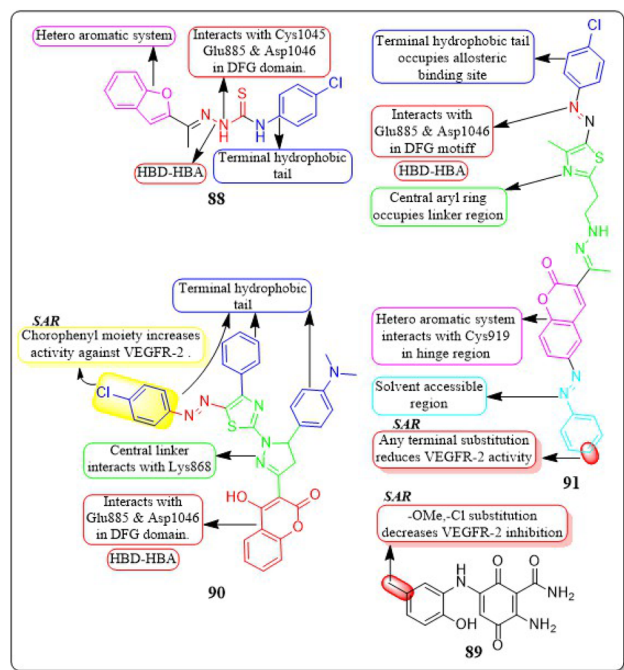 Hetero aromatic system
Interacts with Cys1045
Glu885 & Asp1046
in DFG domain.
Cl
O
S
N
N
H
N
H
HBD-HBA
Terminal hydrophobic
tail
88
Terminal hydrophobic tail
occupies allosteric
binding site
Cl
Interacts with
Glu885 & Asp1046
in DFG motiff
HBD-HBA
N
N
S
N
Central aryl ring
occupies linker region
NH
N
O
O
Hetero aromatic system
interacts with Cys919
in hinge region
N
N
Solvent accessible
region
SAR
Any terminal substitution
reduces VEGFR-2 activity
91
Terminal hydrophobic
tail
SAR
Chorophenyl moiety increases
activity against VEGFR-2 .
Cl
N
N
S
N
N
N
N
Central linker
interacts with Lys868
HO
O
O
Interacts with
Glu885 & Asp1046
in DFG domain.
HBD-HBA
90
SAR
-OMe,-Cl substitution
decreases VEGFR-2 inhibition
H
N
O
O
NH2
OH
O
NH2
89